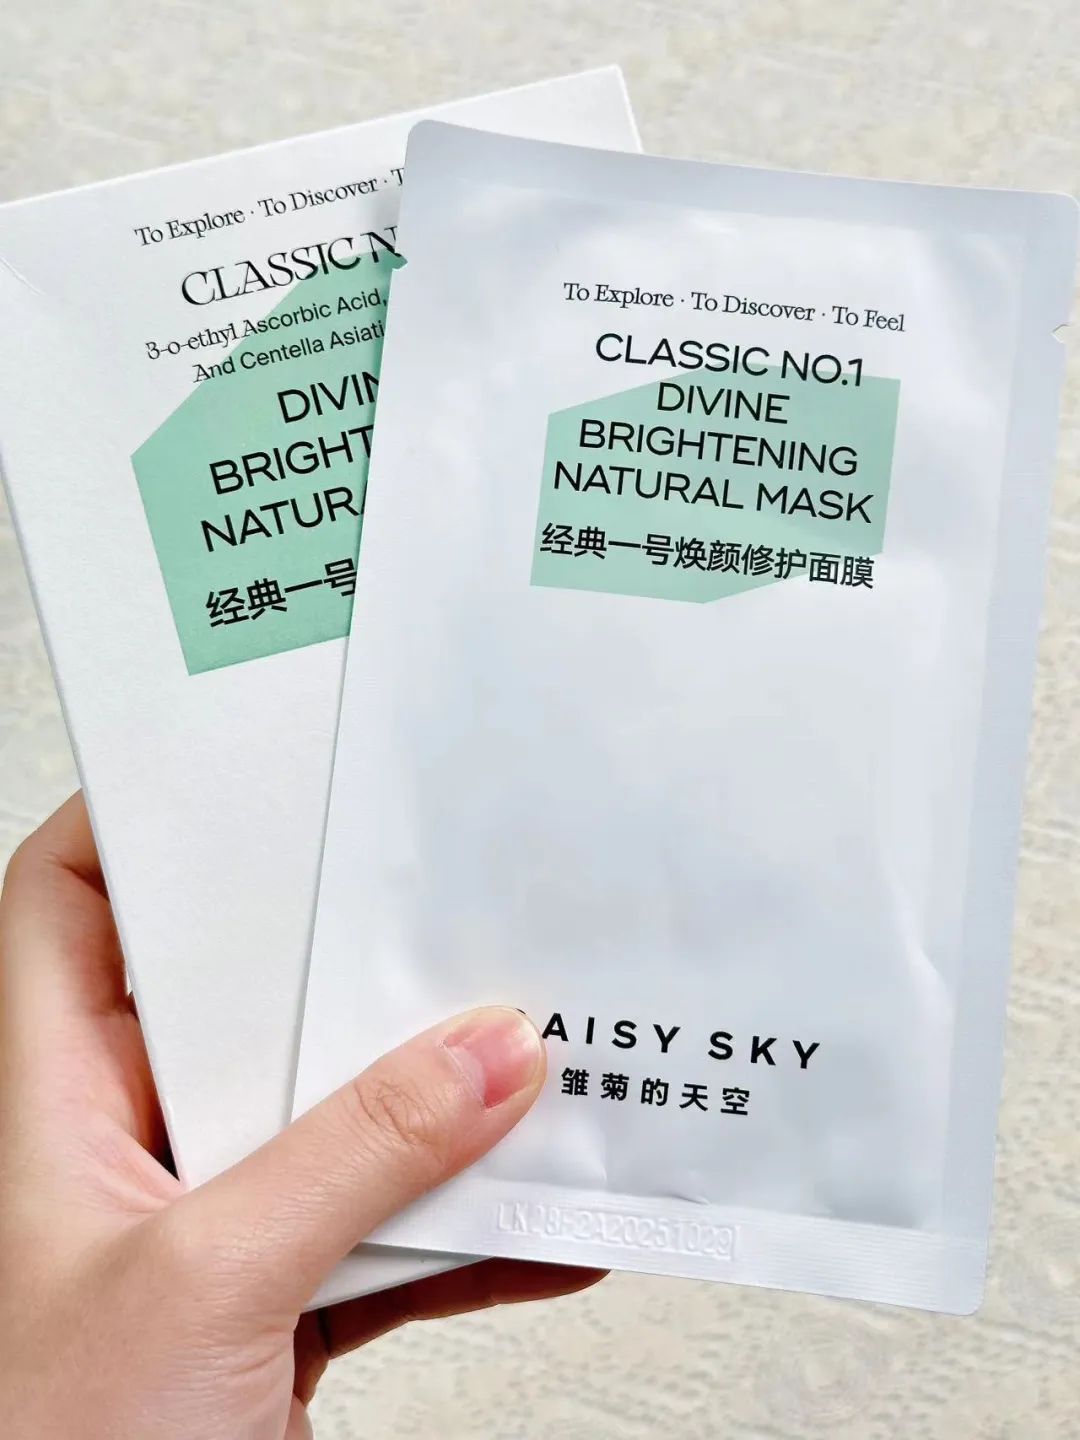 To Explore · To Discover · T
CLASSIC N
3-o-ethyl Ascorbic Acid,
And Centella Asiati
DIVIN
BRIGHT
NATURA
经典一号
To Explore · To Discover · To Feel
CLASSIC NO.1
DIVINE
BRIGHTENING
NATURAL MASK
经典一号焕颜修护面膜
AISY SKY
雏菊的天空